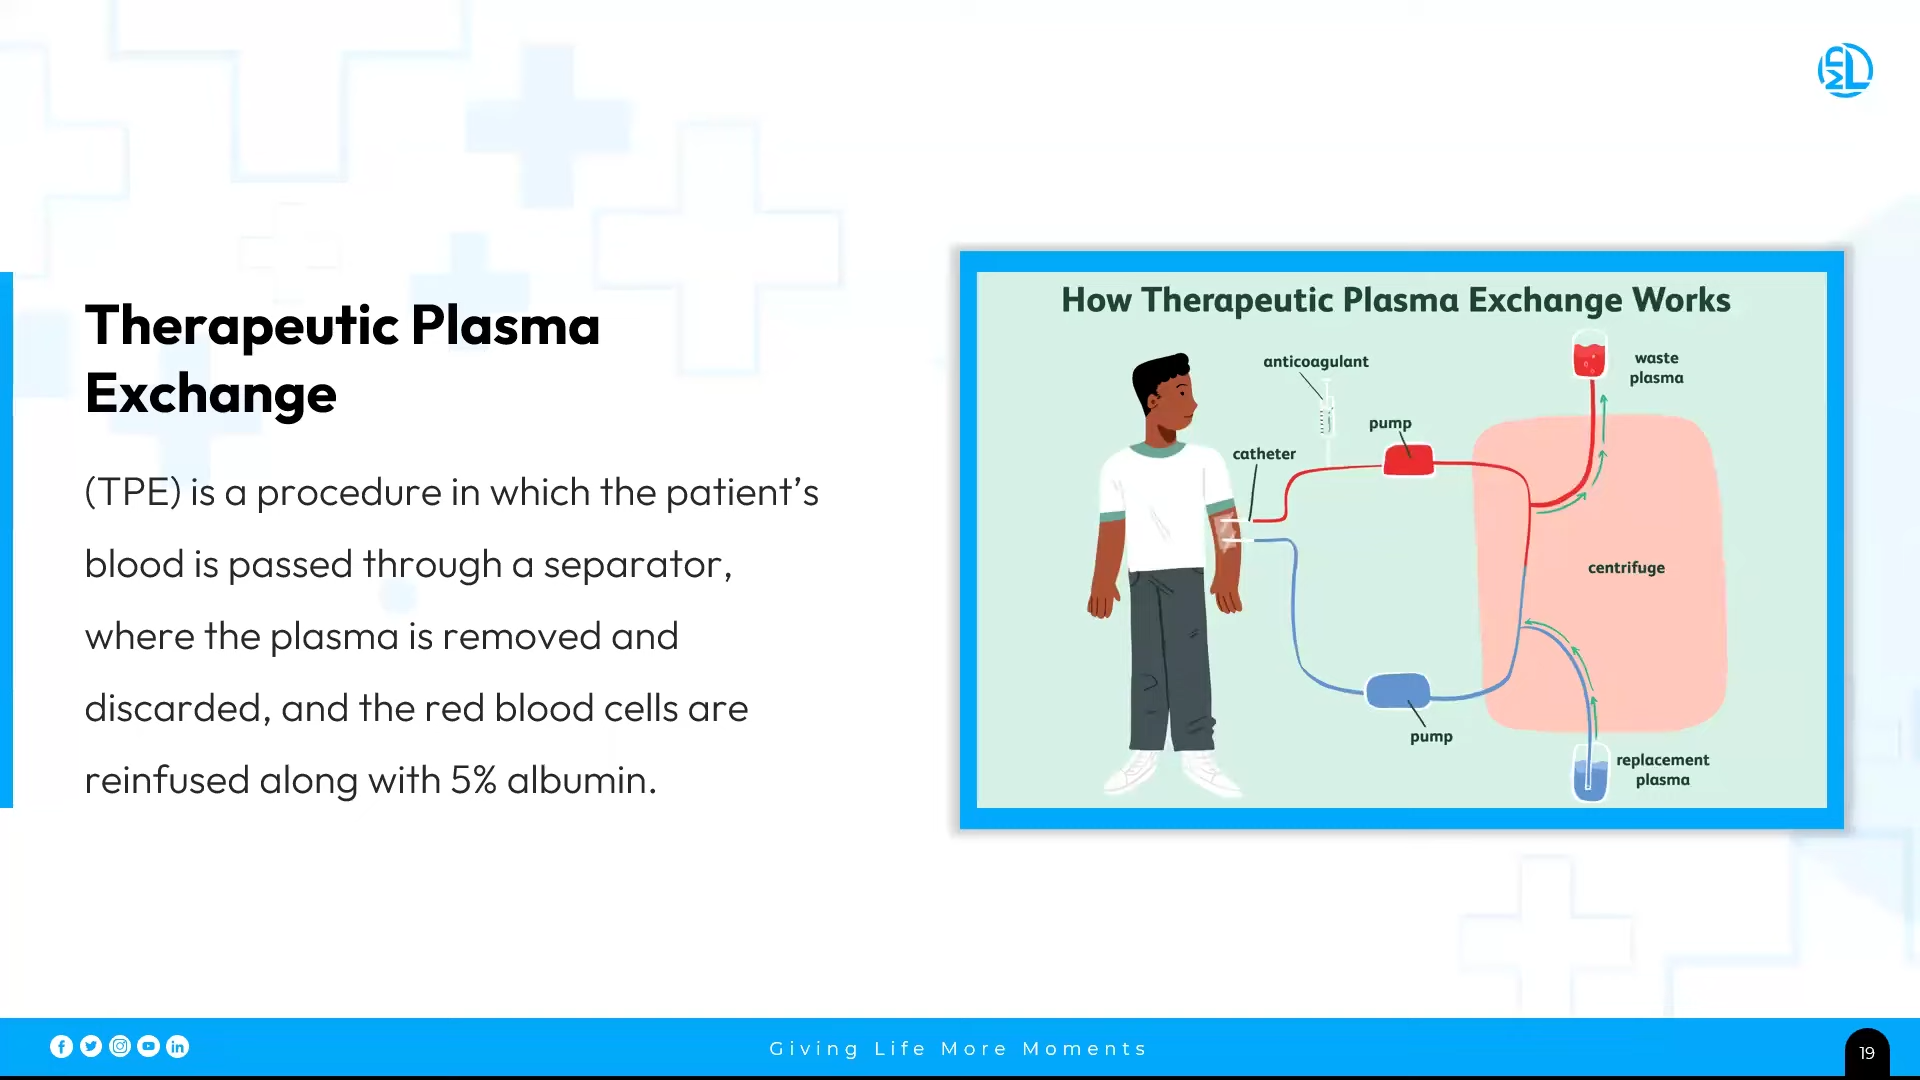 Therapeutic Plasma
Exchange
(TPE) is a procedure in which the patient’s
blood is passed through a separator,
where the plasma is removed and
discarded, and the red blood cells are
reinfused along with 5% albumin.
How Therapeutic Plasma Exchange Works
anticoagulant
waste
plasma
pump
catheter
centrifuge
pump
replacement
plasma
Giving Life More Moments
19